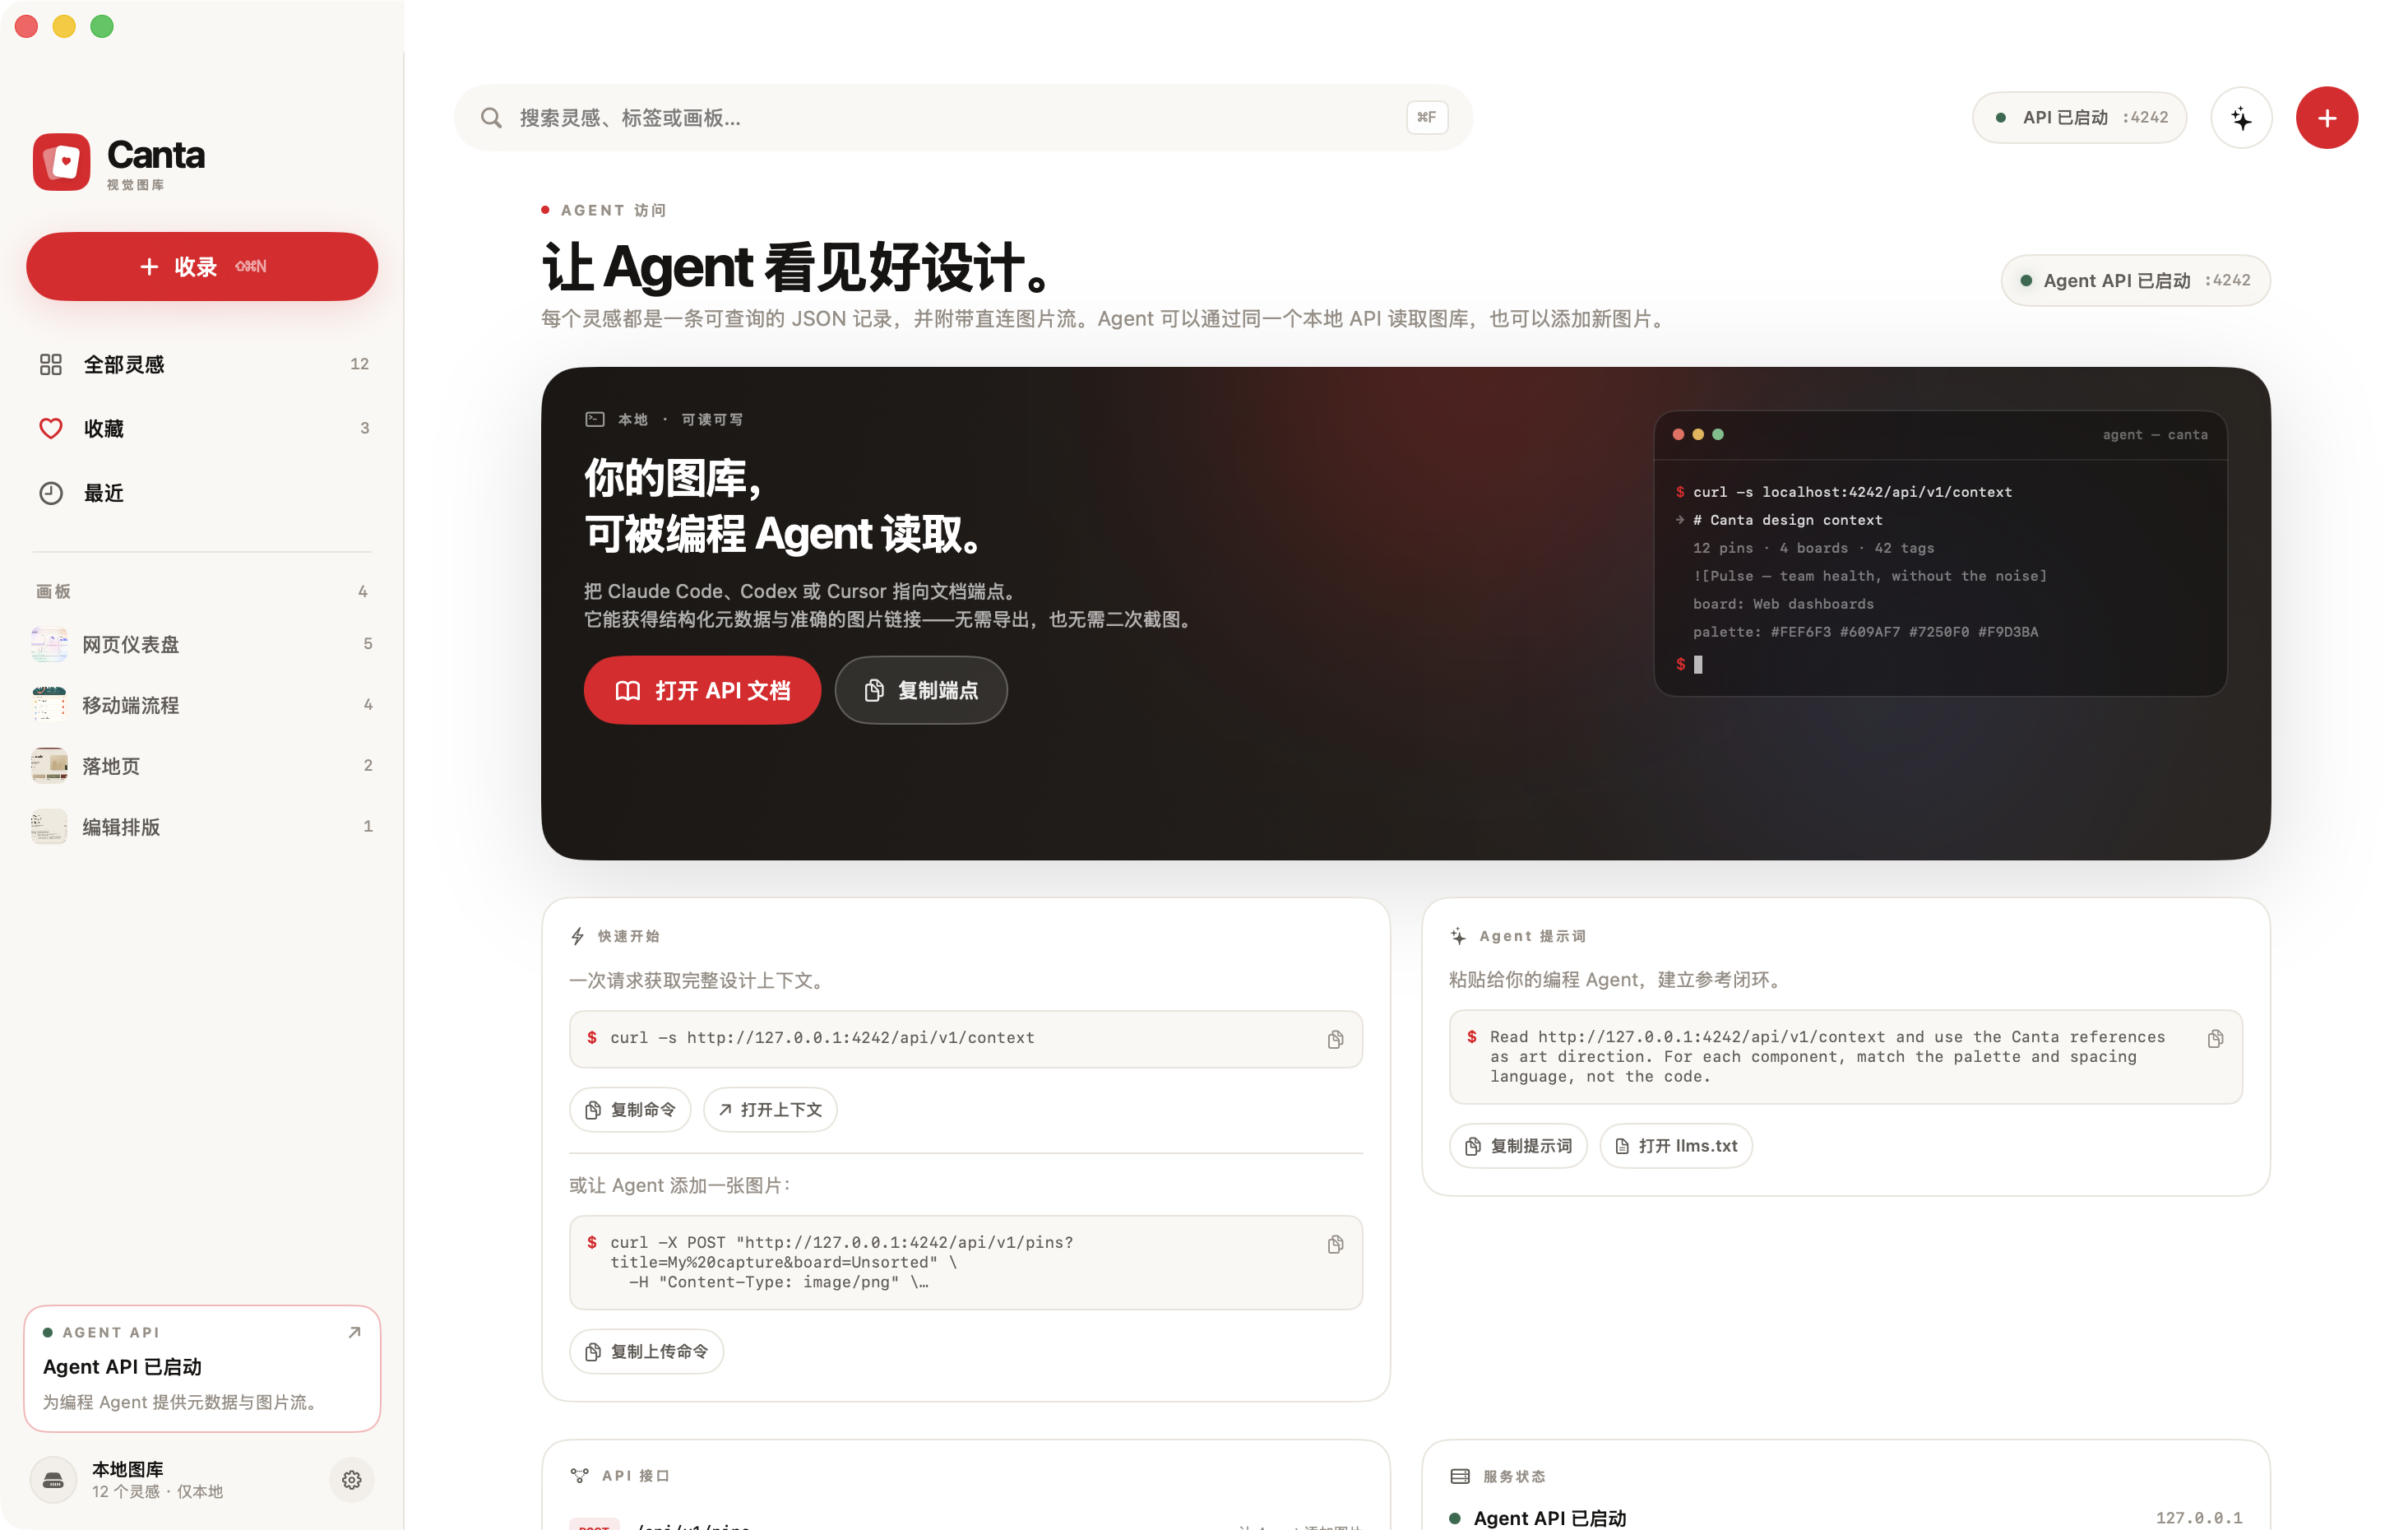 Canta
视觉图库
收录 ⇧⌘N
全部灵感 12
收藏 3
最近
画板 4
网页仪表盘 5
移动端流程 4
落地页 2
编辑排版 1
AGENT API
Agent API 已启动
为编程 Agent 提供元数据与图片流。
本地图库
12 个灵感 · 仅本地
搜索灵感、标签或画板... ⌘F
API 已启动 :4242
AGENT 访问
让 Agent 看见好设计。
Agent API 已启动 :4242
每个灵感都是一条可查询的 JSON 记录，并附带直连图片流。Agent 可以通过同一个本地 API 读取图库，也可以添加新图片。
本地 · 可读可写
你的图库，
可被编程 Agent 读取。
把 Claude Code、Codex 或 Cursor 指向文档端点。
它能获得结构化元数据与准确的图片链接——无需导出，也无需二次截图。
打开 API 文档
复制端点
agent — canta
$ curl -s localhost:4242/api/v1/context
→ # Canta design context
12 pins · 4 boards · 42 tags
![Pulse — team health, without the noise]
board: Web dashboards
palette: #FEF6F3 #609AF7 #7250F0 #F9D3BA
$
快速开始
一次请求获取完整设计上下文。
$ curl -s http://127.0.0.1:4242/api/v1/context
复制命令
打开上下文
或让 Agent 添加一张图片：
$ curl -X POST "http://127.0.0.1:4242/api/v1/pins?
title=My%20capture&board=Unsorted" \
-H "Content-Type: image/png" \…
复制上传命令
Agent 提示词
粘贴给你的编程 Agent，建立参考闭环。
$ Read http://127.0.0.1:4242/api/v1/context and use the Canta references
as art direction. For each component, match the palette and spacing
language, not the code.
复制提示词
打开 llms.txt
API 接口
POST /api/v1/pins 让 Agent 添加图片
服务状态
Agent API 已启动 127.0.0.1